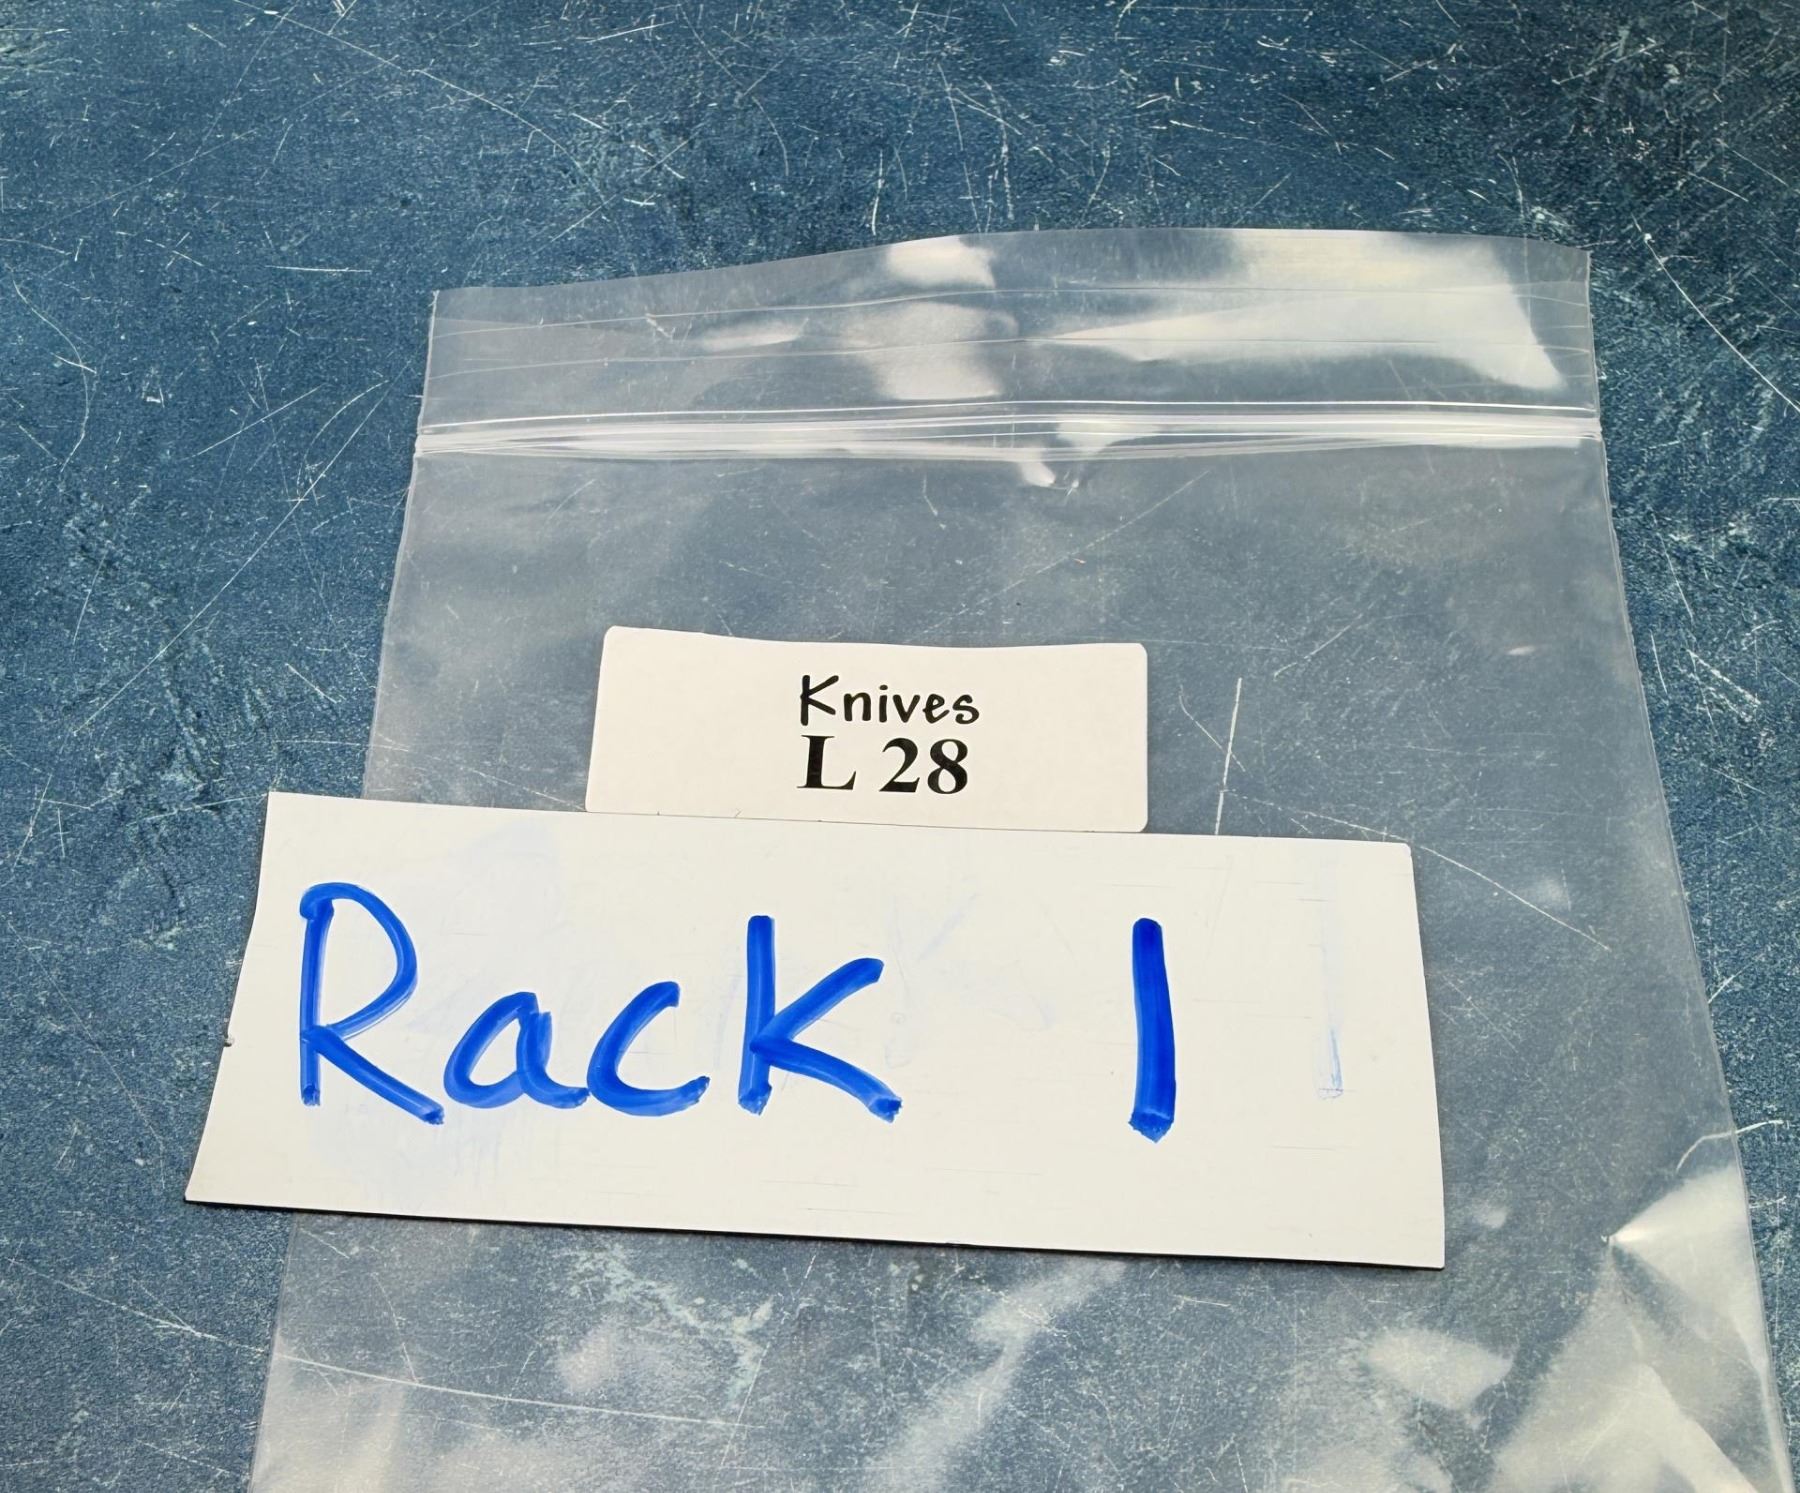 Knives
L 28
Rack 1